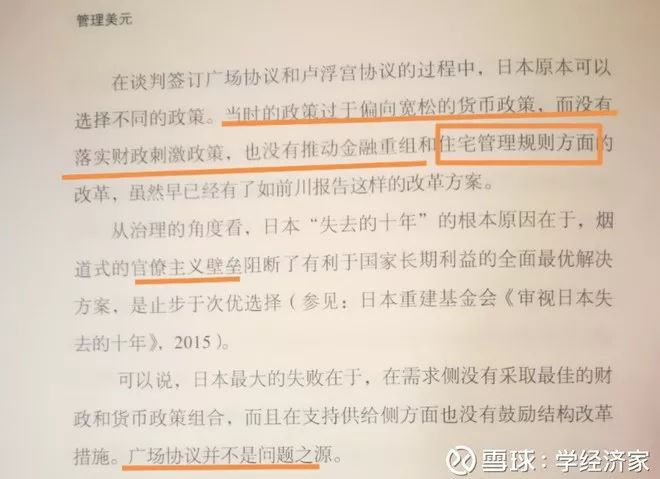 管理美元
在谈判签订广场协议和卢浮宫协议的过程中，日本原本可以
选择不同的政策。当时的政策过于偏向宽松的货币政策，而没有
落实财政刺激政策，也没有推动金融重组和住宅管理规则方面的
改革，虽然早已经有了如前川报告这样的改革方案。
从治理的角度看，日本“失去的十年”的根本原因在于，烟
道式的官僚主义壁垒阻断了有利于国家长期利益的全面最优解决
方案，是止步于次优选择（参见：日本重建基金会《审视日本失
去的十年》，2015）。
可以说，日本最大的失败在于，在需求侧没有采取最佳的财
政和货币政策组合，而且在支持供给侧方面也没有鼓励结构改革
措施。广场协议并不是问题之源。
雪球：学经济家